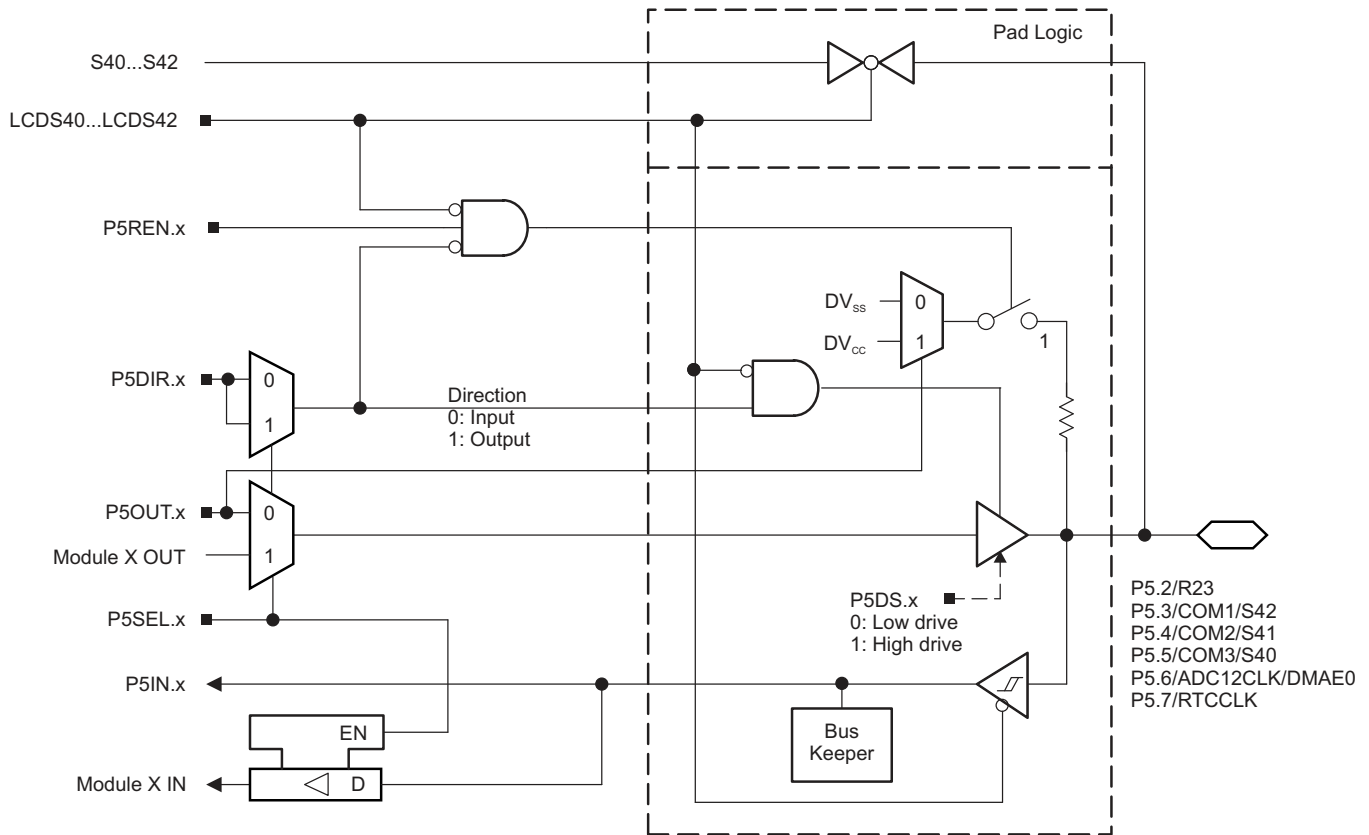 Pad Logic
S40...S42
LCDS40...LCDS42
P5REN.x
DVSS
0
DVCC
1
1
P5DIR.x
0
1
Direction
0: Input
1: Output
P5OUT.x
0
Module X OUT
1
P5SEL.x
P5DS.x
0: Low drive
1: High drive
P5.2/R23
P5.3/COM1/S42
P5.4/COM2/S41
P5.5/COM3/S40
P5.6/ADC12CLK/DMAE0
P5.7/RTCCLK
P5IN.x
Bus
Keeper
EN
Module X IN
D